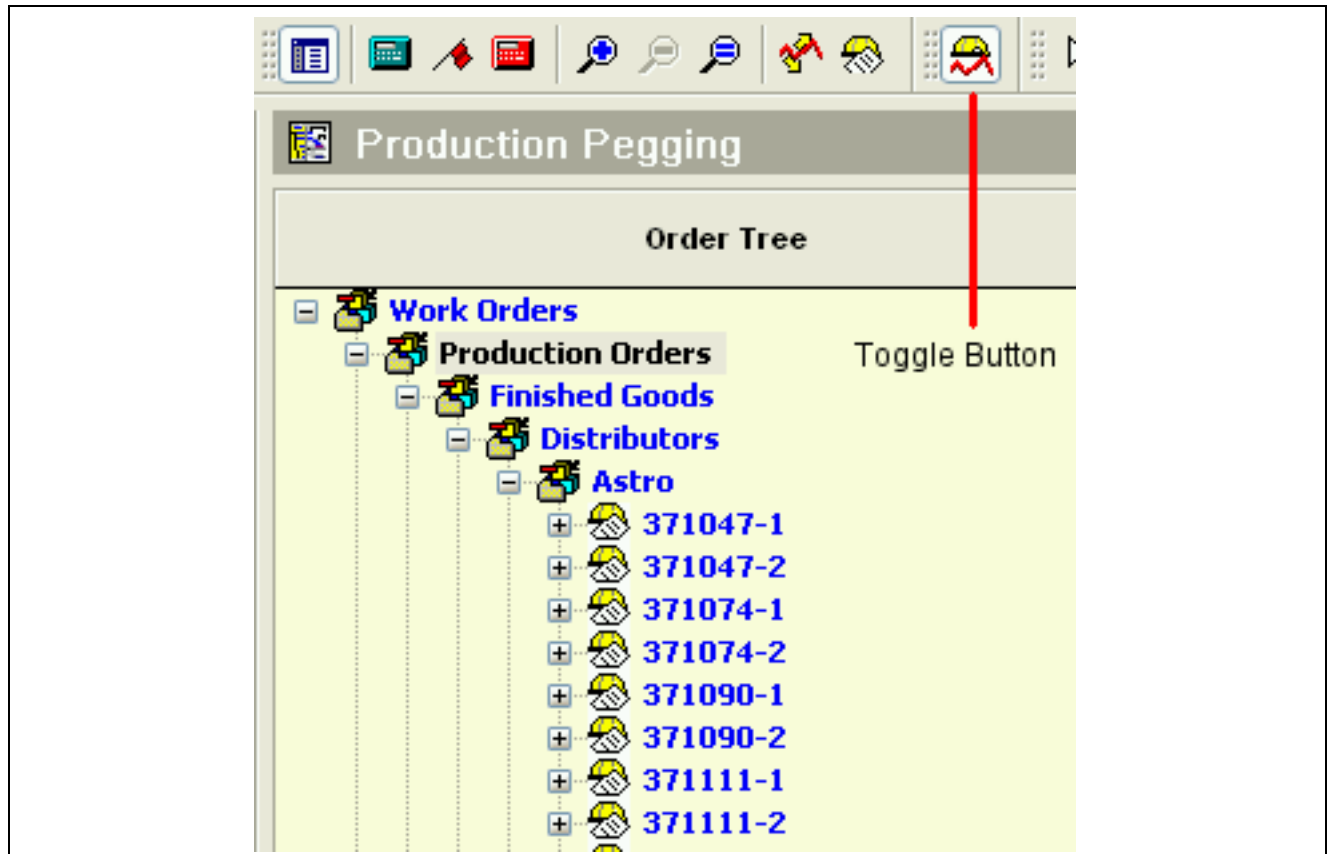 Production Pegging
Order Tree
Work Orders
Production Orders
Toggle Button
Finished Goods
Distributors
Astro
371047-1
371047-2
371074-1
371074-2
371090-1
371090-2
371111-1
371111-2